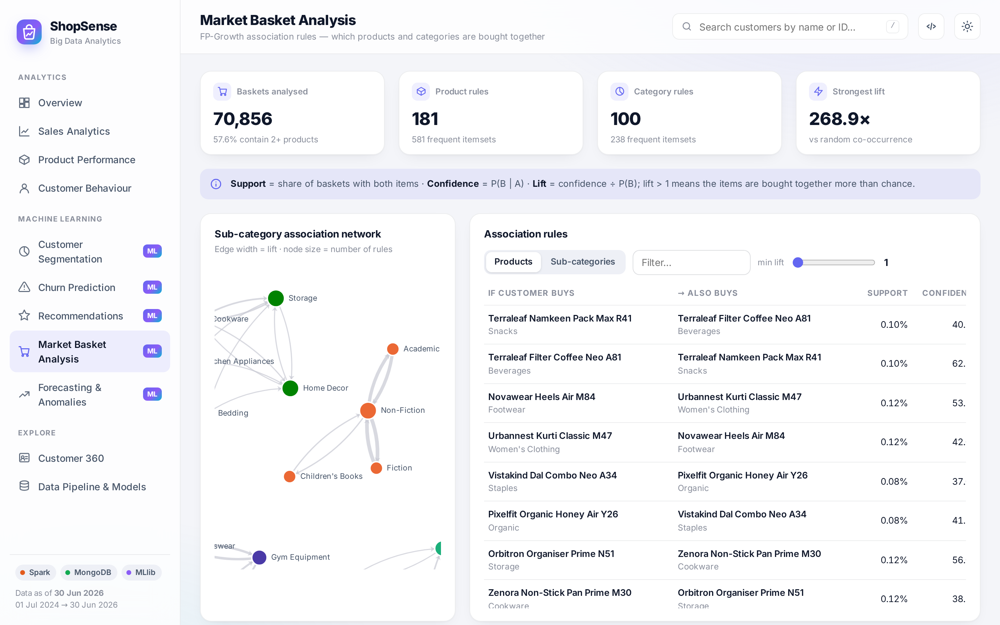 ShopSense
Big Data Analytics
ANALYTICS
Overview
Sales Analytics
Product Performance
Customer Behaviour
MACHINE LEARNING
Customer
Segmentation
ML
Churn Prediction
ML
Recommendations
ML
Market Basket
Analysis
ML
Forecasting &
Anomalies
ML
EXPLORE
Customer 360
Data Pipeline & Models
Spark
MongoDB
MLlib
Data as of 30 Jun 2026
01 Jul 2024 → 30 Jun 2026
Market Basket Analysis
FP-Growth association rules — which products and categories are bought together
Search customers by name or ID...
/
Baskets analysed
70,856
57.6% contain 2+ products
Product rules
181
581 frequent itemsets
Category rules
100
238 frequent itemsets
Strongest lift
268.9×
vs random co-occurrence
Support = share of baskets with both items · Confidence = P(B | A) · Lift = confidence ÷ P(B); lift > 1 means the items are bought together more than chance.
Sub-category association network
Edge width = lift · node size = number of rules
Storage
Cookware
Academic
chen Appliances
Home Decor
Non-Fiction
Bedding
Fiction
Children's Books
swear
Gym Equipment
Association rules
Products
Sub-categories
Filter...
min lift
1
IF CUSTOMER BUYS → ALSO BUYS SUPPORT CONFIDEN
Terraleaf Namkeen Pack Max R41 Terraleaf Filter Coffee Neo A81 0.10% 40.
Snacks Beverages
Terraleaf Filter Coffee Neo A81 Terraleaf Namkeen Pack Max R41 0.10% 62.
Beverages Snacks
Novawear Heels Air M84 Urbannest Kurti Classic M47 0.12% 53.
Footwear Women's Clothing
Urbannest Kurti Classic M47 Novawear Heels Air M84 0.12% 42.
Women's Clothing Footwear
Vistakind Dal Combo Neo A34 Pixelfit Organic Honey Air Y26 0.08% 37.
Staples Organic
Pixelfit Organic Honey Air Y26 Vistakind Dal Combo Neo A34 0.08% 41.
Organic Staples
Orbitron Organiser Prime N51 Zenora Non-Stick Pan Prime M30 0.12% 56.
Storage Cookware
Zenora Non-Stick Pan Prime M30 Orbitron Organiser Prime N51 0.12% 38.
Cookware Storage